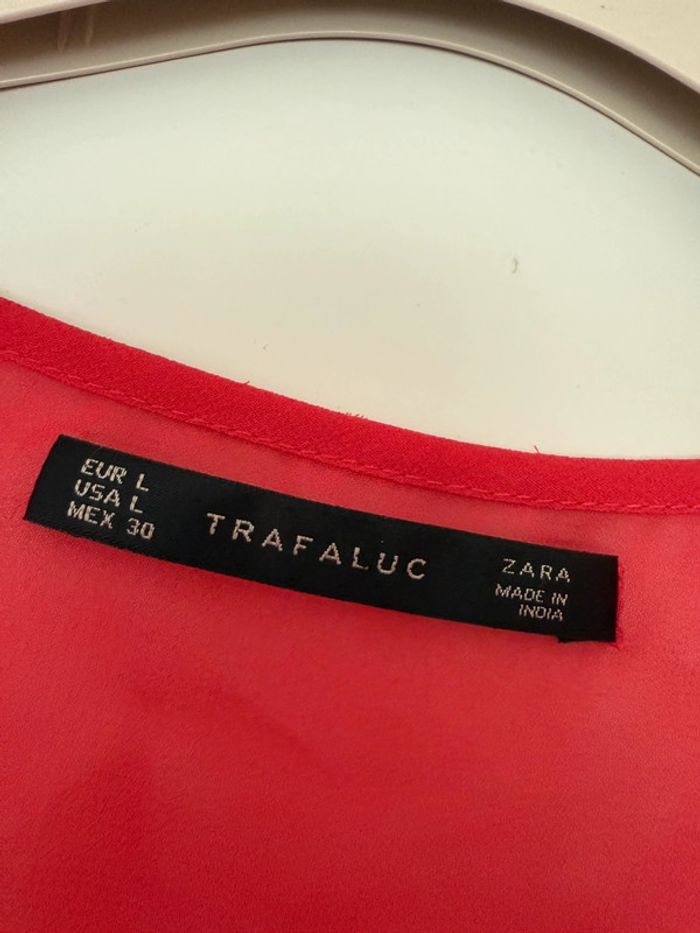 EUR L
USA L
MEX 30
TRAFALUC
ZARA
MADE IN
INDIA